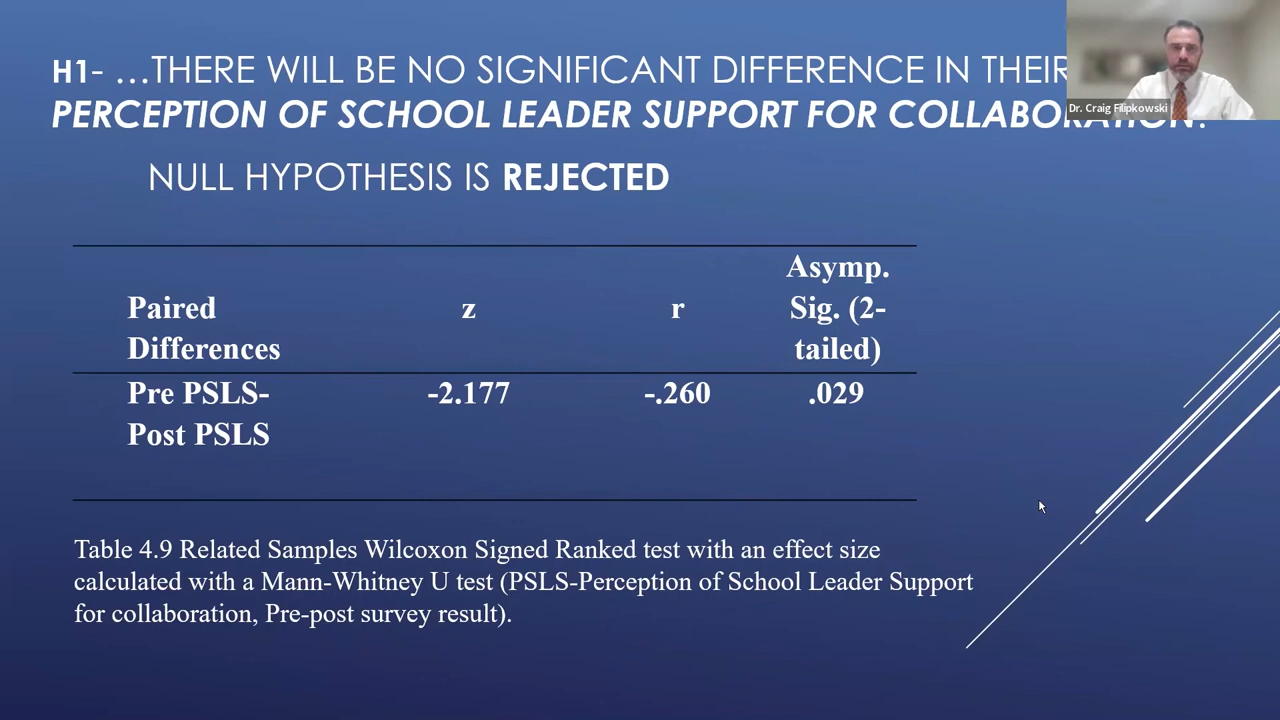 H1- …THERE WILL BE NO SIGNIFICANT DIFFERENCE IN THEIR
PERCEPTION OF SCHOOL LEADER SUPPORT FOR COLLABORATION.
Dr. Craig Filipkowski
NULL HYPOTHESIS IS REJECTED
Paired Differences z r Asymp. Sig. (2-tailed)
Pre PSLS- -2.177 -.260 .029
Post PSLS
Table 4.9 Related Samples Wilcoxon Signed Ranked test with an effect size
calculated with a Mann-Whitney U test (PSLS-Perception of School Leader Support
for collaboration, Pre-post survey result).